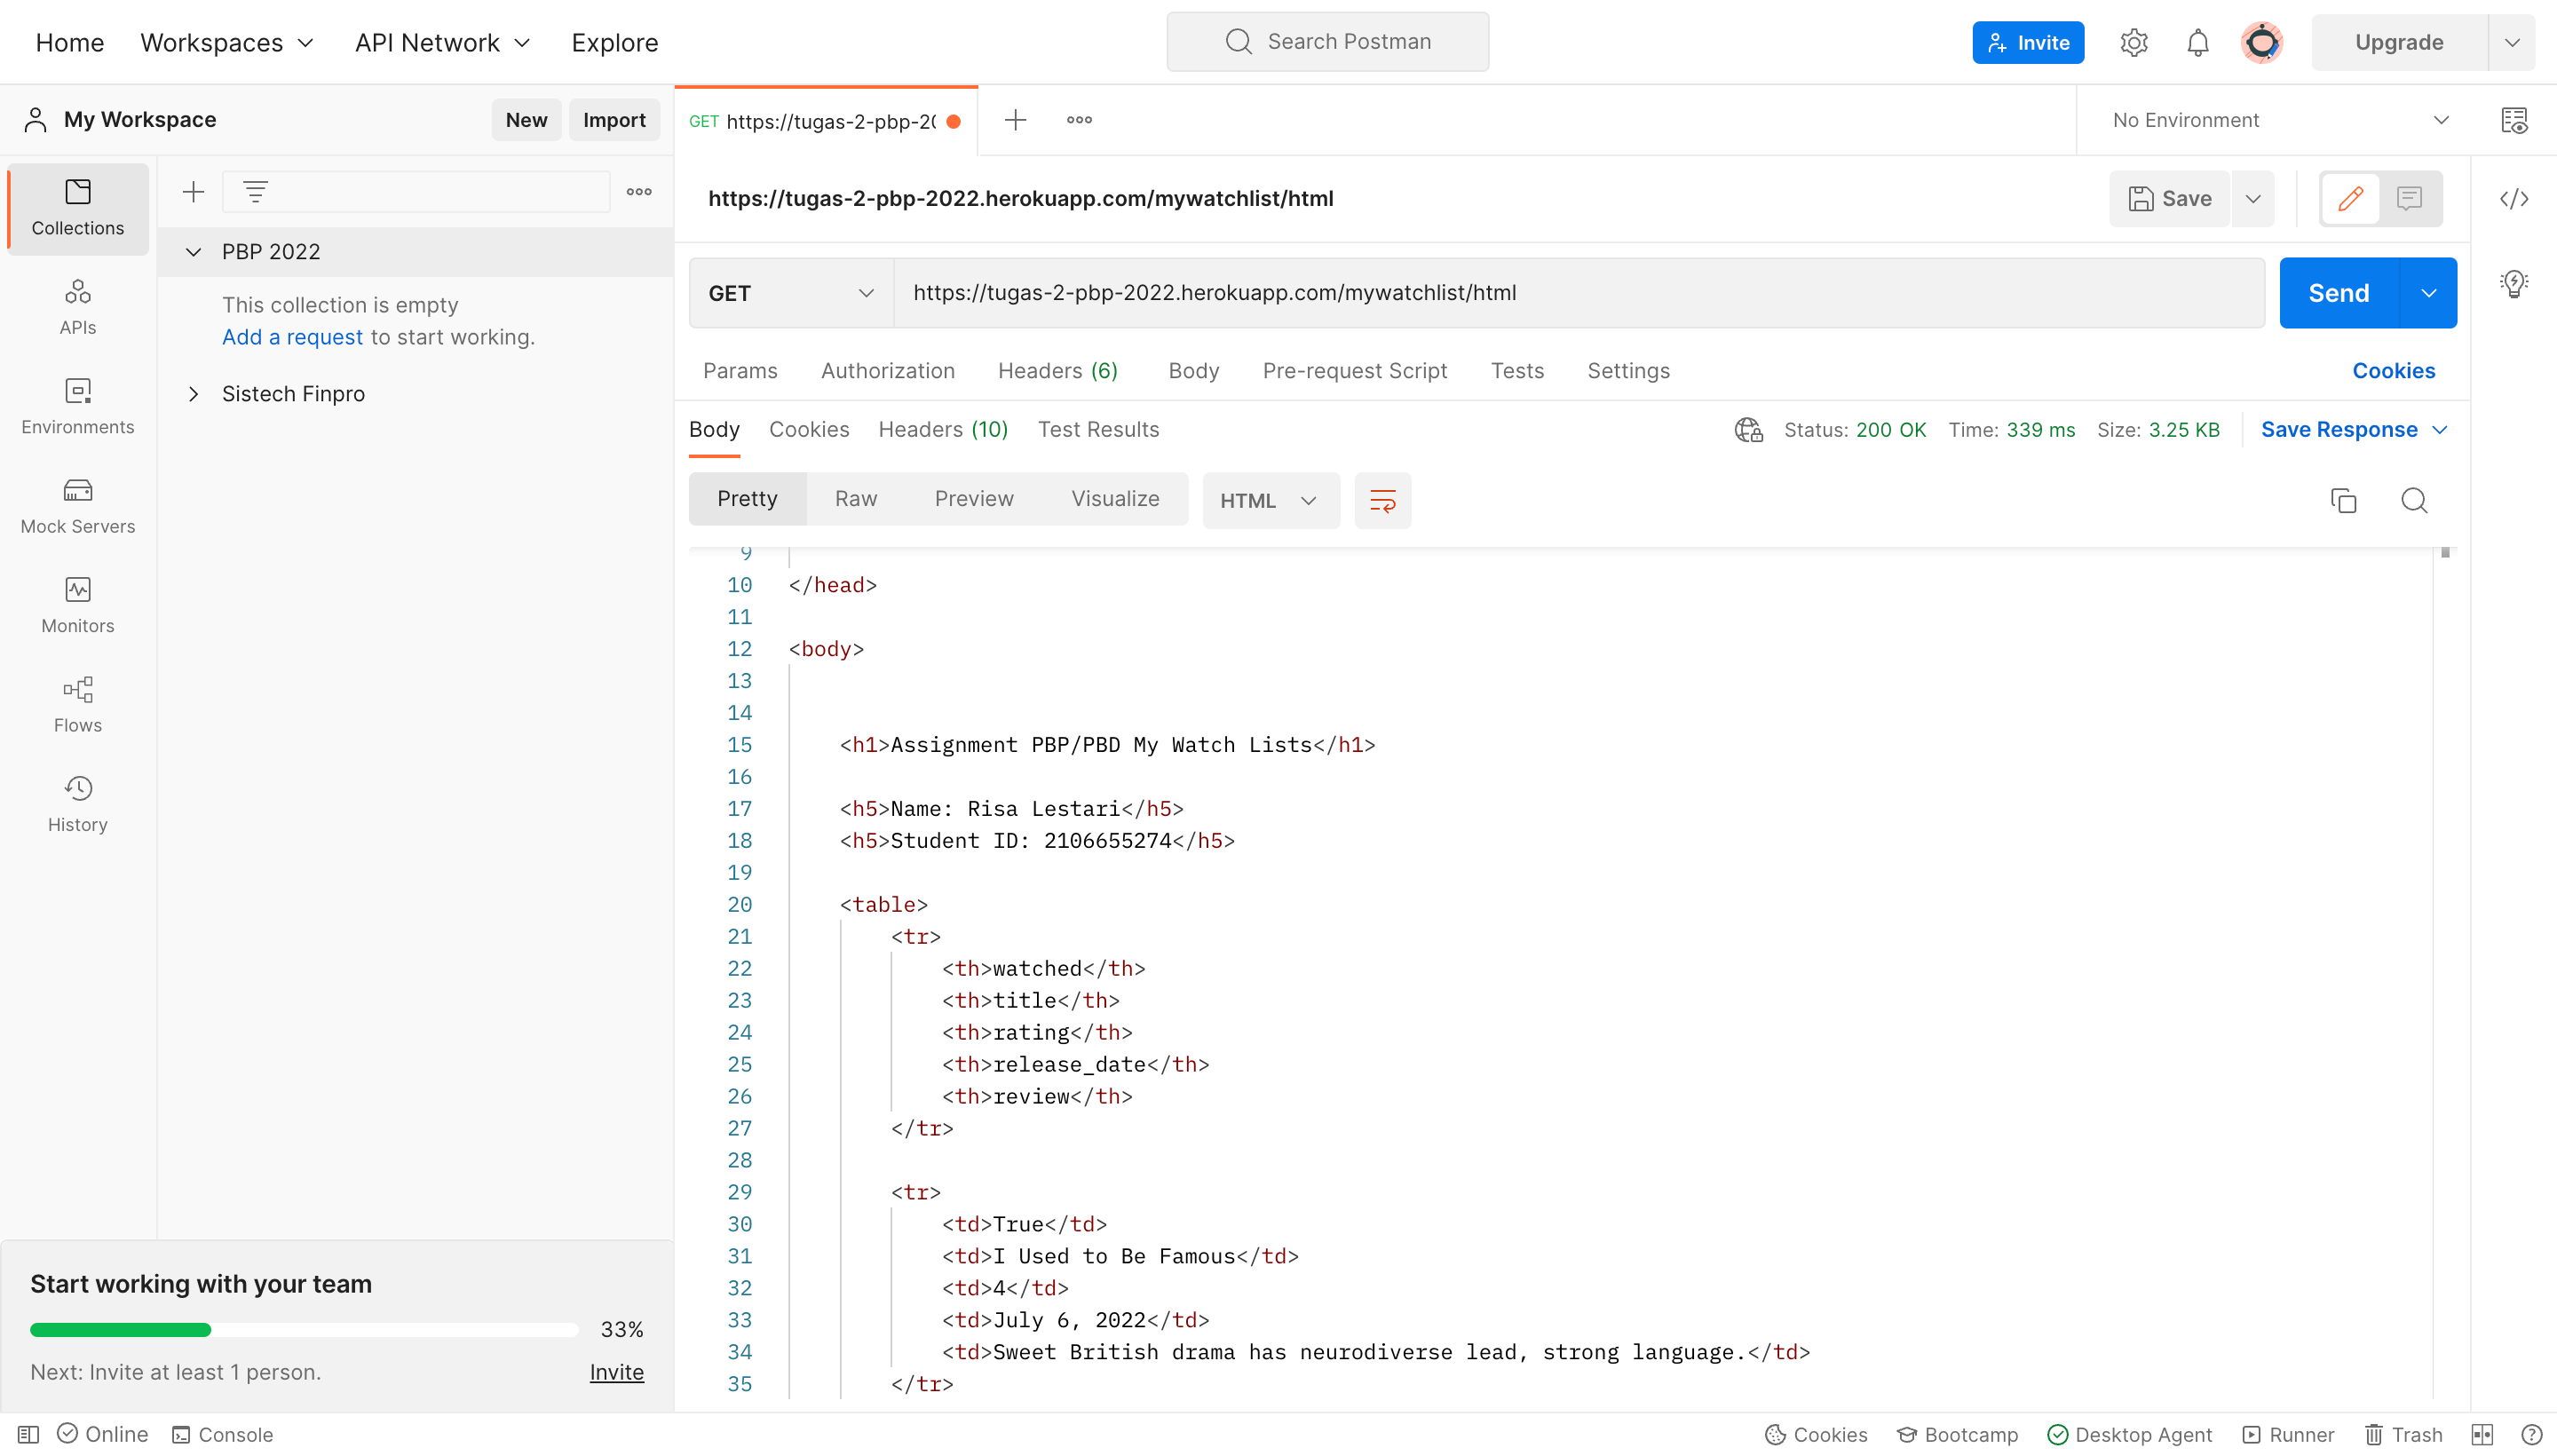 Home Workspaces API Network Explore Search Postman Invite Upgrade
My Workspace New Import GET https://tugas-2-pbp-20 No Environment
https://tugas-2-pbp-2022.herokuapp.com/mywatchlist/html Save
Collections
PBP 2022
This collection is empty
Add a request to start working.
Sistech Finpro
APIs
Environments
Mock Servers
Monitors
Flows
History
GET https://tugas-2-pbp-2022.herokuapp.com/mywatchlist/html Send
Params Authorization Headers (6) Body Pre-request Script Tests Settings Cookies
Body Cookies Headers (10) Test Results Status: 200 OK Time: 339 ms Size: 3.25 KB Save Response
Pretty Raw Preview Visualize HTML
9
10 </head>
11
12 <body>
13
14
15 <h1>Assignment PBP/PBD My Watch Lists</h1>
16
17 <h5>Name: Risa Lestari</h5>
18 <h5>Student ID: 2106655274</h5>
19
20 <table>
21 <tr>
22 <th>watched</th>
23 <th>title</th>
24 <th>rating</th>
25 <th>release_date</th>
26 <th>review</th>
27 </tr>
28
29 <tr>
30 <td>True</td>
31 <td>I Used to Be Famous</td>
32 <td>4</td>
33 <td>July 6, 2022</td>
34 <td>Sweet British drama has neurodiverse lead, strong language.</td>
35 </tr>
Start working with your team
33%
Next: Invite at least 1 person. Invite
Online Console Cookies Bootcamp Desktop Agent Runner Trash